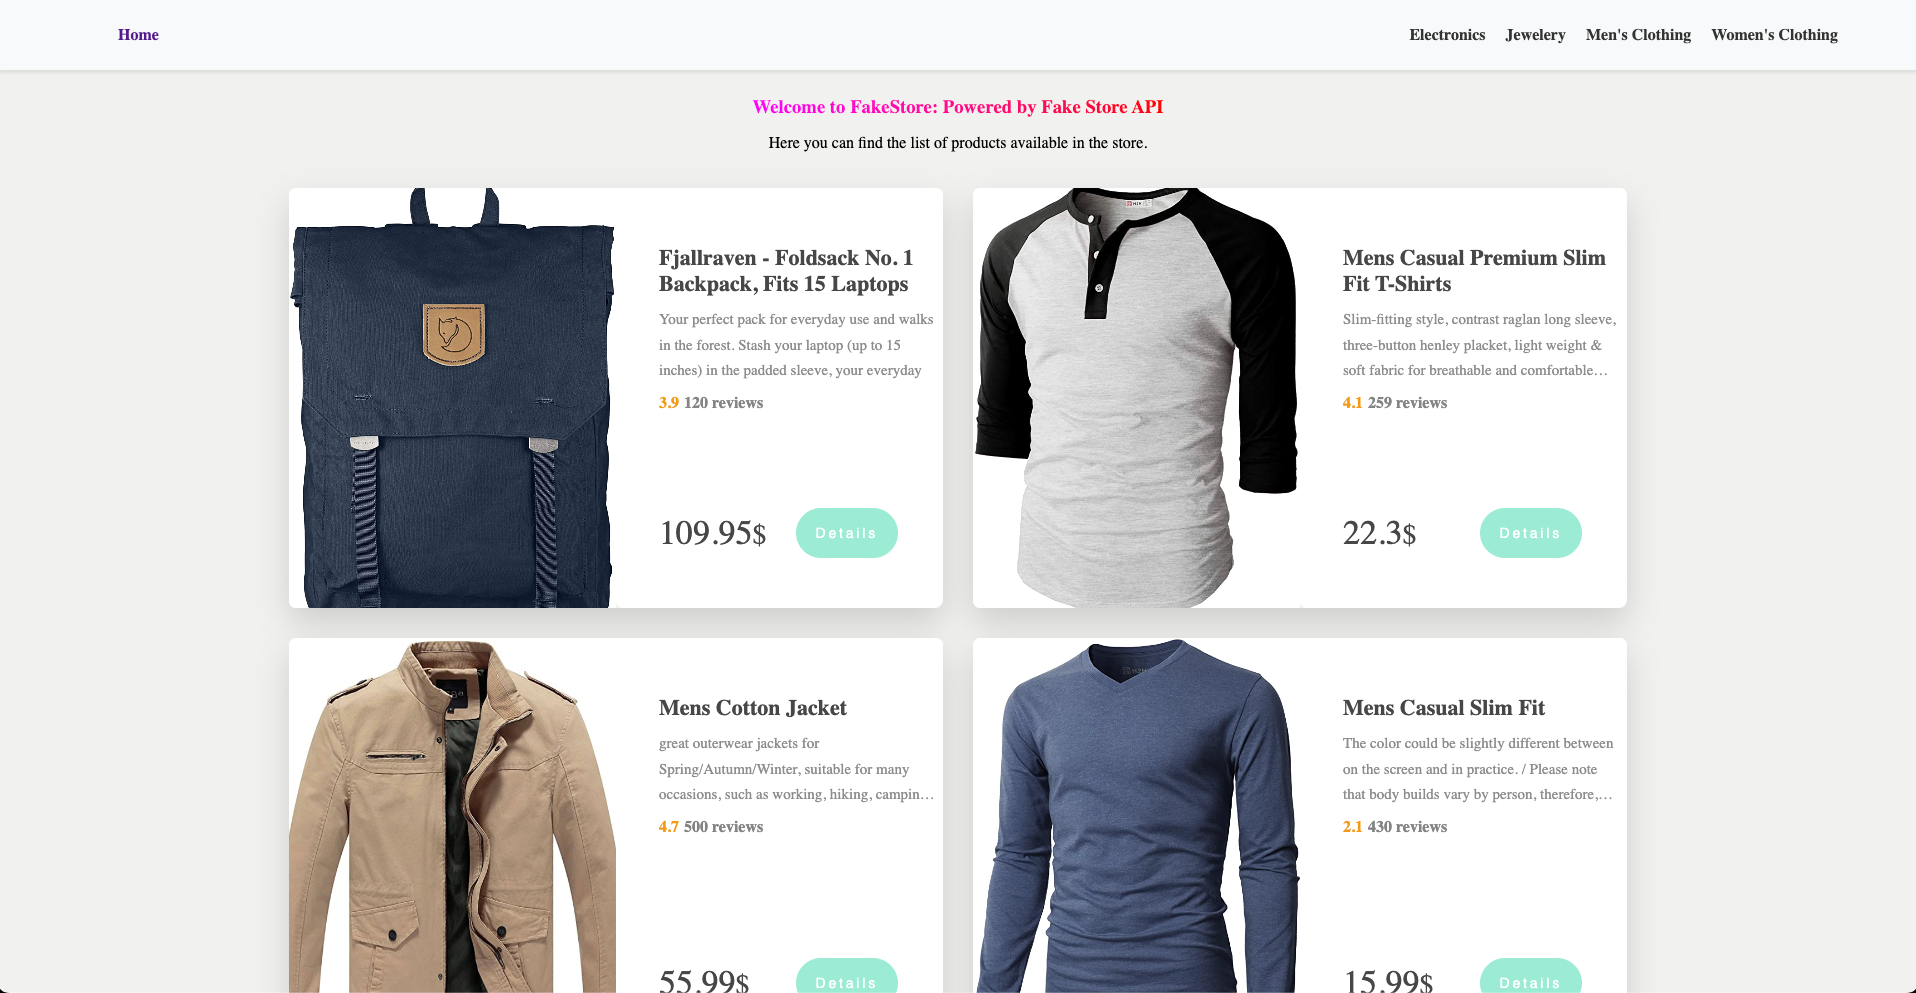 Home
Electronics Jewelery Men's Clothing Women's Clothing
Welcome to FakeStore: Powered by Fake Store API
Here you can find the list of products available in the store.
Fjallraven - Foldsack No. 1
Backpack, Fits 15 Laptops
Your perfect pack for everyday use and walks
in the forest. Stash your laptop (up to 15
inches) in the padded sleeve, your everyday
3.9 120 reviews
109.95$ Details
Mens Casual Premium Slim
Fit T-Shirts
Slim-fitting style, contrast raglan long sleeve,
three-button henley placket, light weight &
soft fabric for breathable and comfortable…
4.1 259 reviews
22.3$ Details
Mens Cotton Jacket
great outerwear jackets for
Spring/Autumn/Winter, suitable for many
occasions, such as working, hiking, campin…
4.7 500 reviews
55.99$ Details
Mens Casual Slim Fit
The color could be slightly different between
on the screen and in practice. / Please note
that body builds vary by person, therefore,…
2.1 430 reviews
15.99$ Details